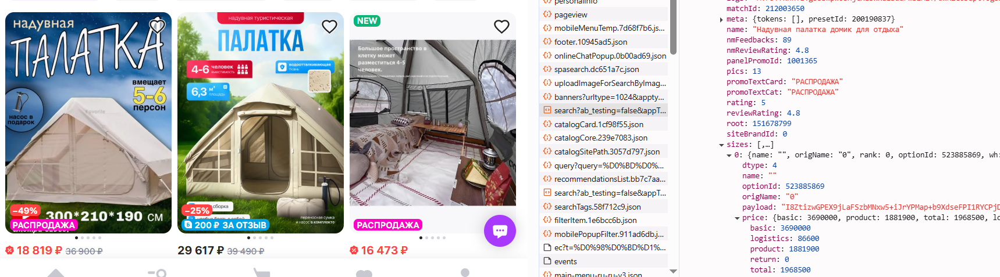 надувная
ПАЛАТКА
вмещает
5-6
персон
насос в
подарок
Favorite
−49%
300*210*190 см
РАСПРОДАЖА
18 819 ₽ 36 900 ₽
надувная туристическая
ПАЛАТКА
4-6 человек
вместимость
водоотталкивающая
ткань
6,3 м³
площадь
−25%
сборка
200 ₽ ЗА ОТЗЫВ
переносная сумка
и насос в комплекте
29 617 ₽ 39 490 ₽
NEW
Большое пространство в
клетку может
разместиться 4-5
человек.
РАСПРОДАЖА
16 473 ₽
personalinfo
pageview
mobileMenuTemp.7d68f7b6.js...
footer.10945ad5.json
onlineChatPopup.0b00ad69.json
spasearch.dc651a7c.json
uploadImageForSearchByImag...
banners?urltype=1024&appty...
search?ab_testing=false&appT...
catalogCard.1cf98f55.json
catalogCore.239e7083.json
catalogSitePath.3057d797.json
query?query=%D0%BD%D0%...
recommendationsList.bb7c7aa...
search?ab_testing=false&appT...
searchTags.58f712c9.json
filterItem.1e6bcc6b.json
mobilePopupFilter.911ad6db.j...
ec?t=%D0%98%D0%BD%D1%...
events
main-menu-ru-ru-v3.json
matchId: 212003650
meta: {tokens: [], presetId: 200190837}
name: "Надувная палатка домик для отдыха"
nmFeedbacks: 89
nmReviewRating: 4.8
panelPromoId: 1001365
pics: 13
promoTextCard: "РАСПРОДАЖА"
promoTextCat: "РАСПРОДАЖА"
rating: 5
reviewRating: 4.8
root: 151678799
siteBrandId: 0
sizes: [,…]
0: {name: "", origName: "0", rank: 0, optionId: 523885869, wh:
dtype: 4
name: ""
optionId: 523885869
origName: "0"
payload: "I8ZtizwGPEX9jLaFSzbMNxw5+iJrYPMap+b9XdseFPI1RYCPjD
price: {basic: 3690000, product: 1881900, total: 1968500, lo
basic: 3690000
logistics: 86600
product: 1881900
return: 0
total: 1968500